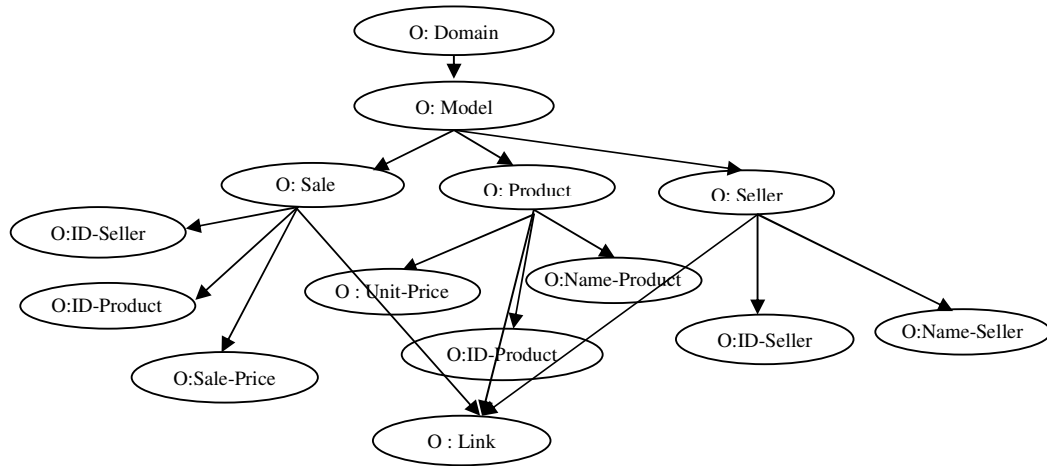 O: Domain
O: Model
O: Sale
O: Product
O: Seller
O:ID-Seller
O : Unit-Price
O:Name-Product
O:ID-Product
O:ID-Product
O:ID-Seller
O:Name-Seller
O:Sale-Price
O : Link